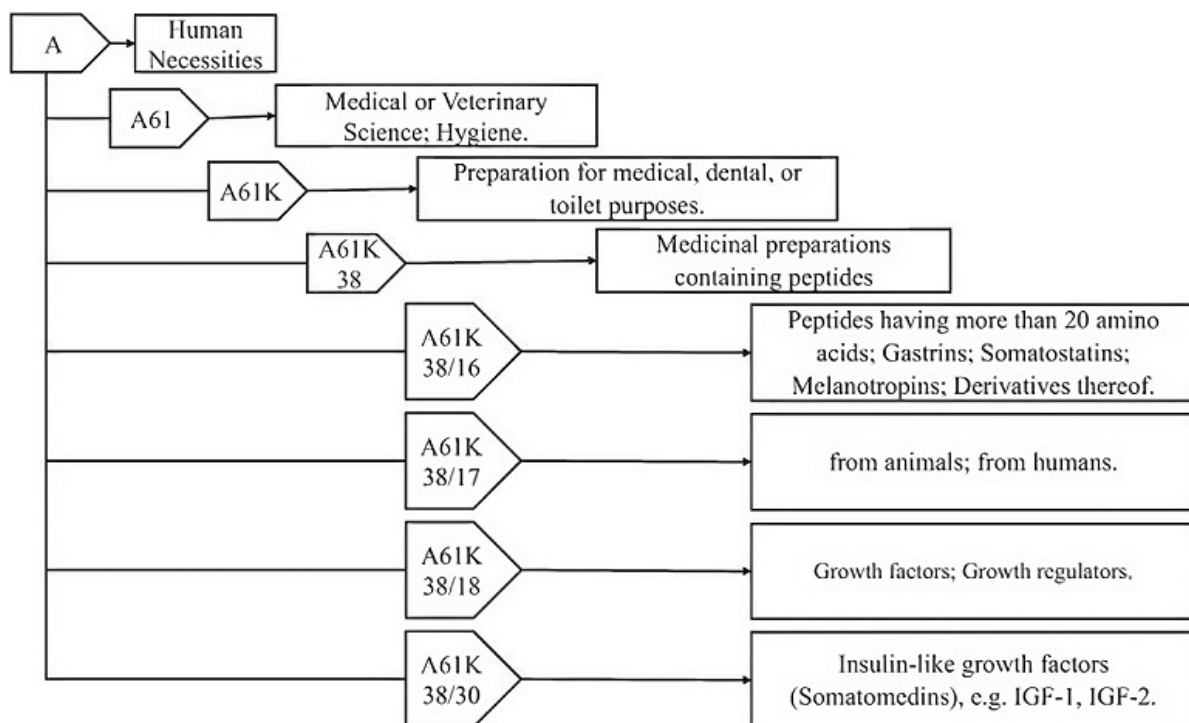 A
Human
Necessities
A61
Medical or Veterinary
Science; Hygiene.
A61K
Preparation for medical, dental, or
toilet purposes.
A61K
38
Medicinal preparations
containing peptides
A61K
38/16
Peptides having more than 20 amino
acids; Gastrins; Somatostatins;
Melanotropins; Derivatives thereof.
A61K
38/17
from animals; from humans.
A61K
38/18
Growth factors; Growth regulators.
A61K
38/30
Insulin-like growth factors
(Somatomedins), e.g. IGF-1, IGF-2.